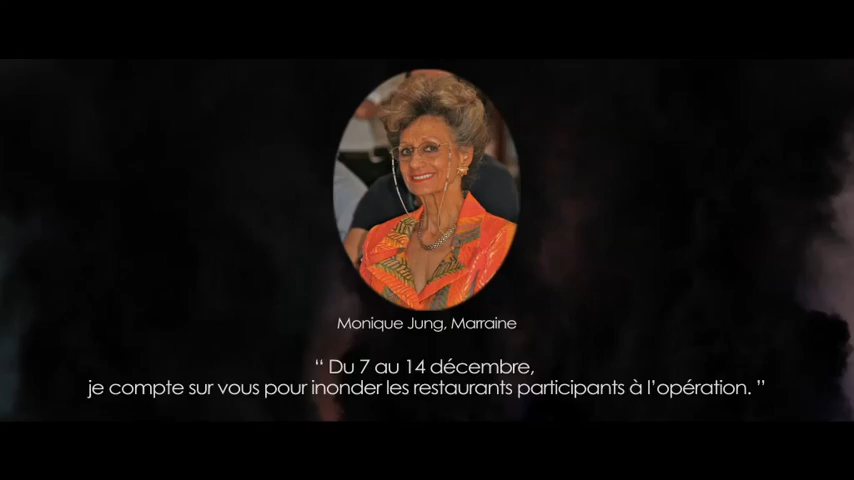 Monique Jung, Marraine
“ Du 7 au 14 décembre,
je compte sur vous pour inonder les restaurants participants à l’opération. ”